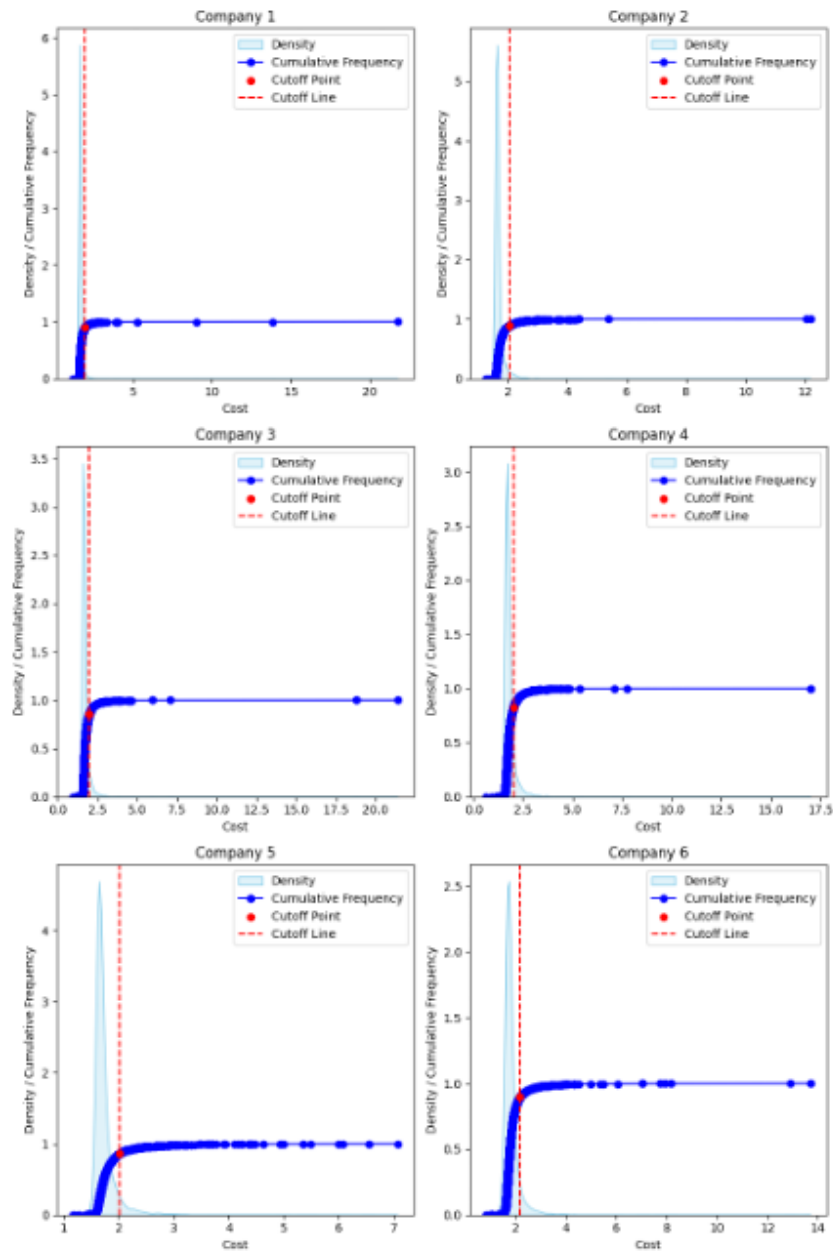 Company 1
Density / Cumulative Frequency
6
5
4
3
2
1
0
Density
Cumulative Frequency
Cutoff Point
Cutoff Line
5 10 15 20
Cost
Company 2
Density / Cumulative Frequency
5
4
3
2
1
0
Density
Cumulative Frequency
Cutoff Point
Cutoff Line
2 4 6 8 10 12
Cost
Company 3
Density / Cumulative Frequency
3.5
3.0
2.5
2.0
1.5
1.0
0.5
0.0
Density
Cumulative Frequency
Cutoff Point
Cutoff Line
0.0 2.5 5.0 7.5 10.0 12.5 15.0 17.5 20.0
Cost
Company 4
Density / Cumulative Frequency
3.0
2.5
2.0
1.5
1.0
0.5
0.0
Density
Cumulative Frequency
Cutoff Point
Cutoff Line
0.0 2.5 5.0 7.5 10.0 12.5 15.0 17.5
Cost
Company 5
Density / Cumulative Frequency
4
3
2
1
0
Density
Cumulative Frequency
Cutoff Point
Cutoff Line
1 2 3 4 5 6 7
Cost
Company 6
Density / Cumulative Frequency
2.5
2.0
1.5
1.0
0.5
0.0
Density
Cumulative Frequency
Cutoff Point
Cutoff Line
2 4 6 8 10 12 14
Cost